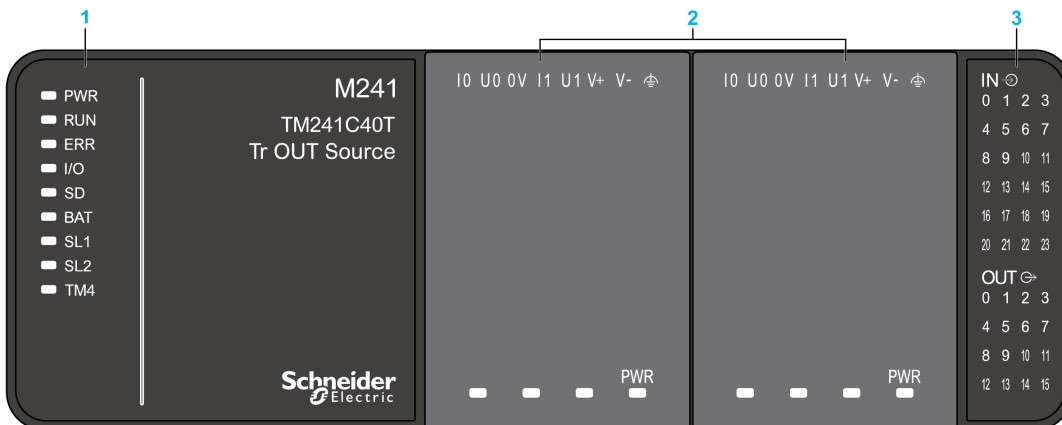 1
2
3
PWR
RUN
ERR
I/O
SD
BAT
SL1
SL2
TM4
M241
TM241C40T
Tr OUT Source
Schneider
Electric
I0 U0 0V I1 U1 V+ V-
PWR
I0 U0 0V I1 U1 V+ V-
PWR
IN
0 1 2 3
4 5 6 7
8 9 10 11
12 13 14 15
16 17 18 19
20 21 22 23
OUT
0 1 2 3
4 5 6 7
8 9 10 11
12 13 14 15